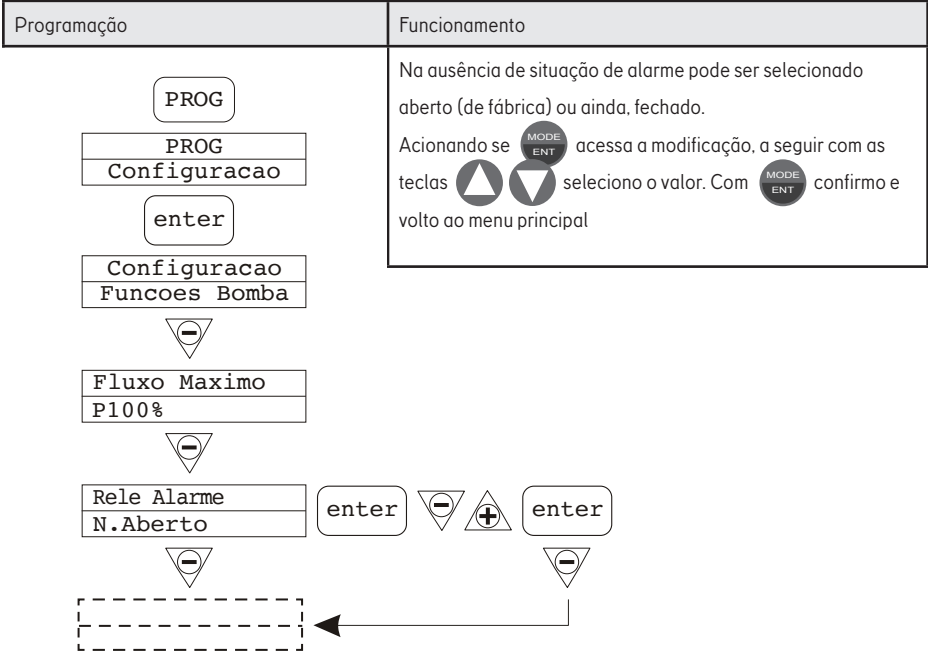 Programação
Funcionamento
PROG
PROG
Configuracao
enter
Configuracao
Funcoes Bomba
Fluxo Maximo
P100%
Rele Alarme
N.Aberto
enter
enter
Na ausência de situação de alarme pode ser selecionado
aberto (de fábrica) ou ainda, fechado.
Acionando se MODE ENT acessa a modificação, a seguir com as
teclas seleciono o valor. Com MODE ENT confirmo e
volto ao menu principal